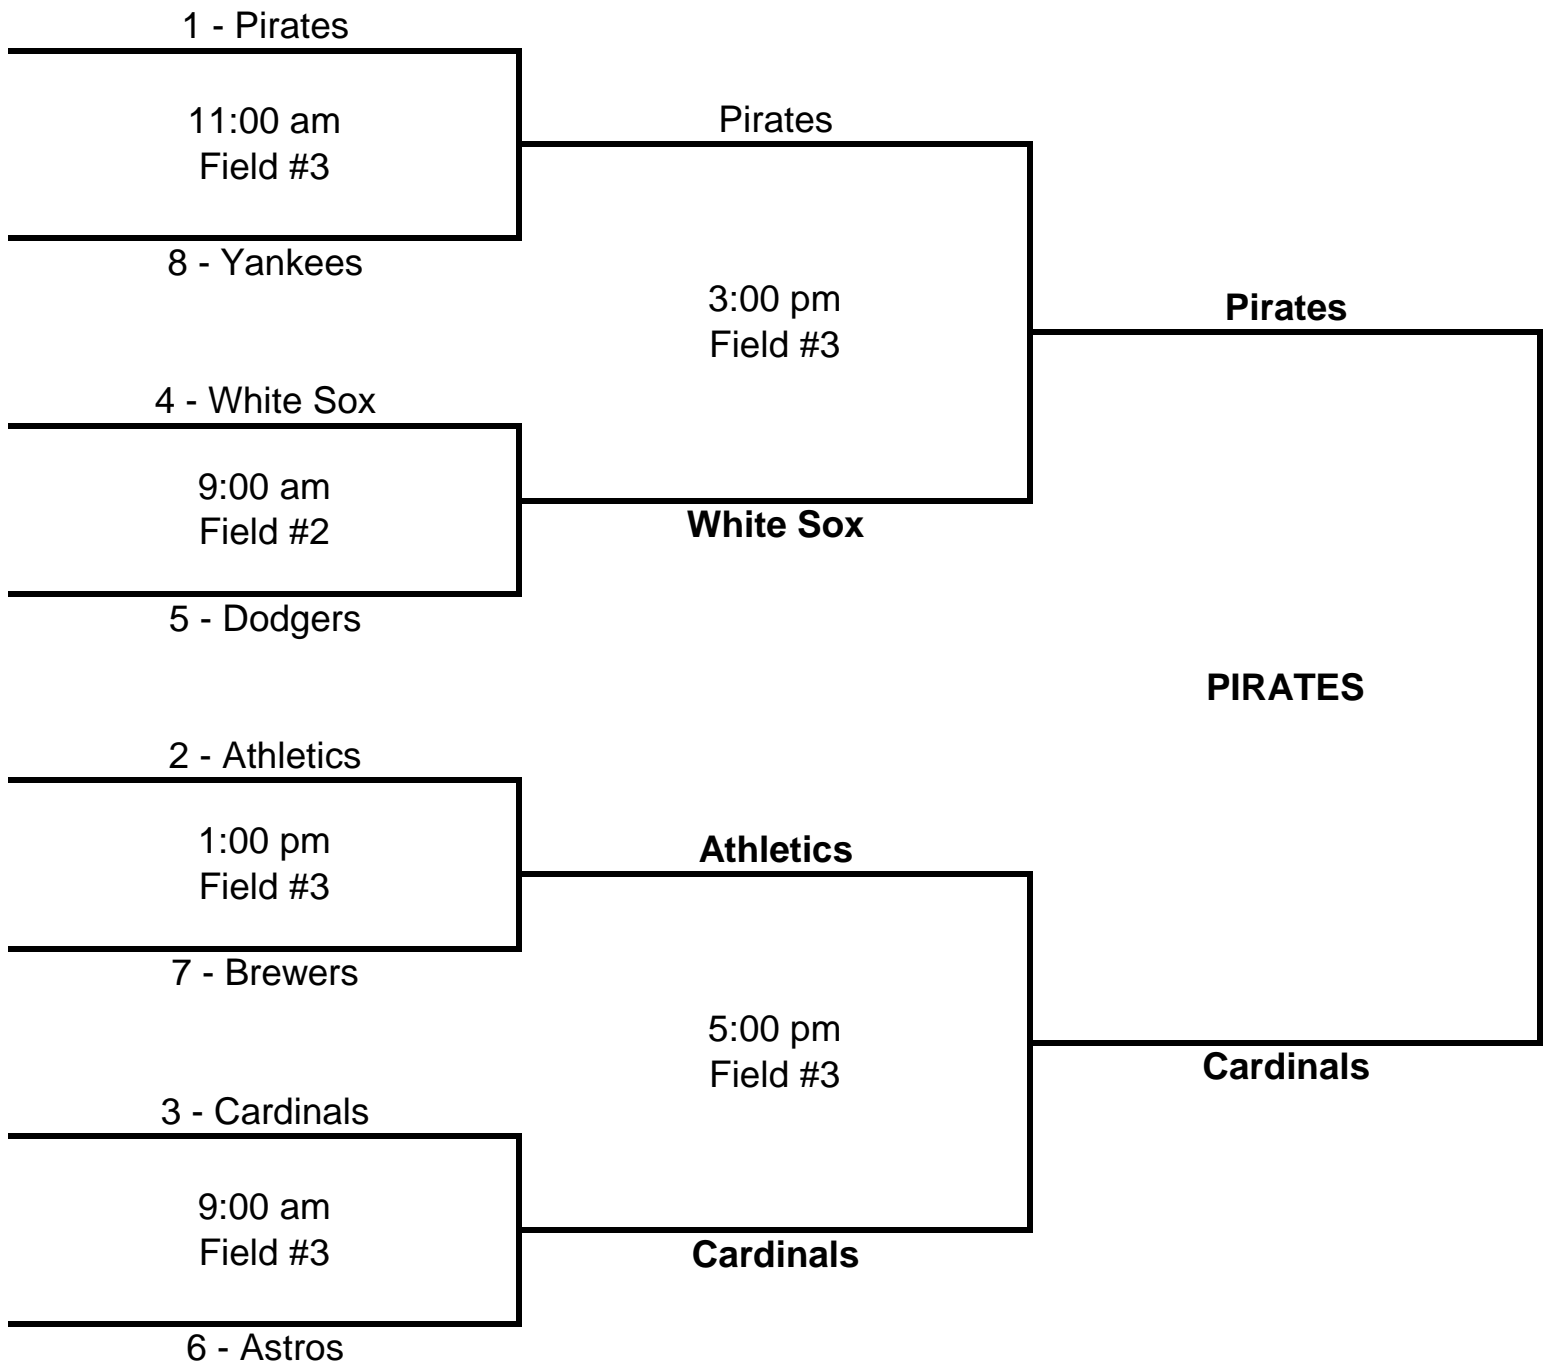 1 - Pirates
11:00 am
Field #3
8 - Yankees
4 - White Sox
9:00 am
Field #2
5 - Dodgers
2 - Athletics
1:00 pm
Field #3
7 - Brewers
3 - Cardinals
9:00 am
Field #3
6 - Astros
Pirates
3:00 pm
Field #3
White Sox
Athletics
5:00 pm
Field #3
Cardinals
Pirates
PIRATES
Cardinals